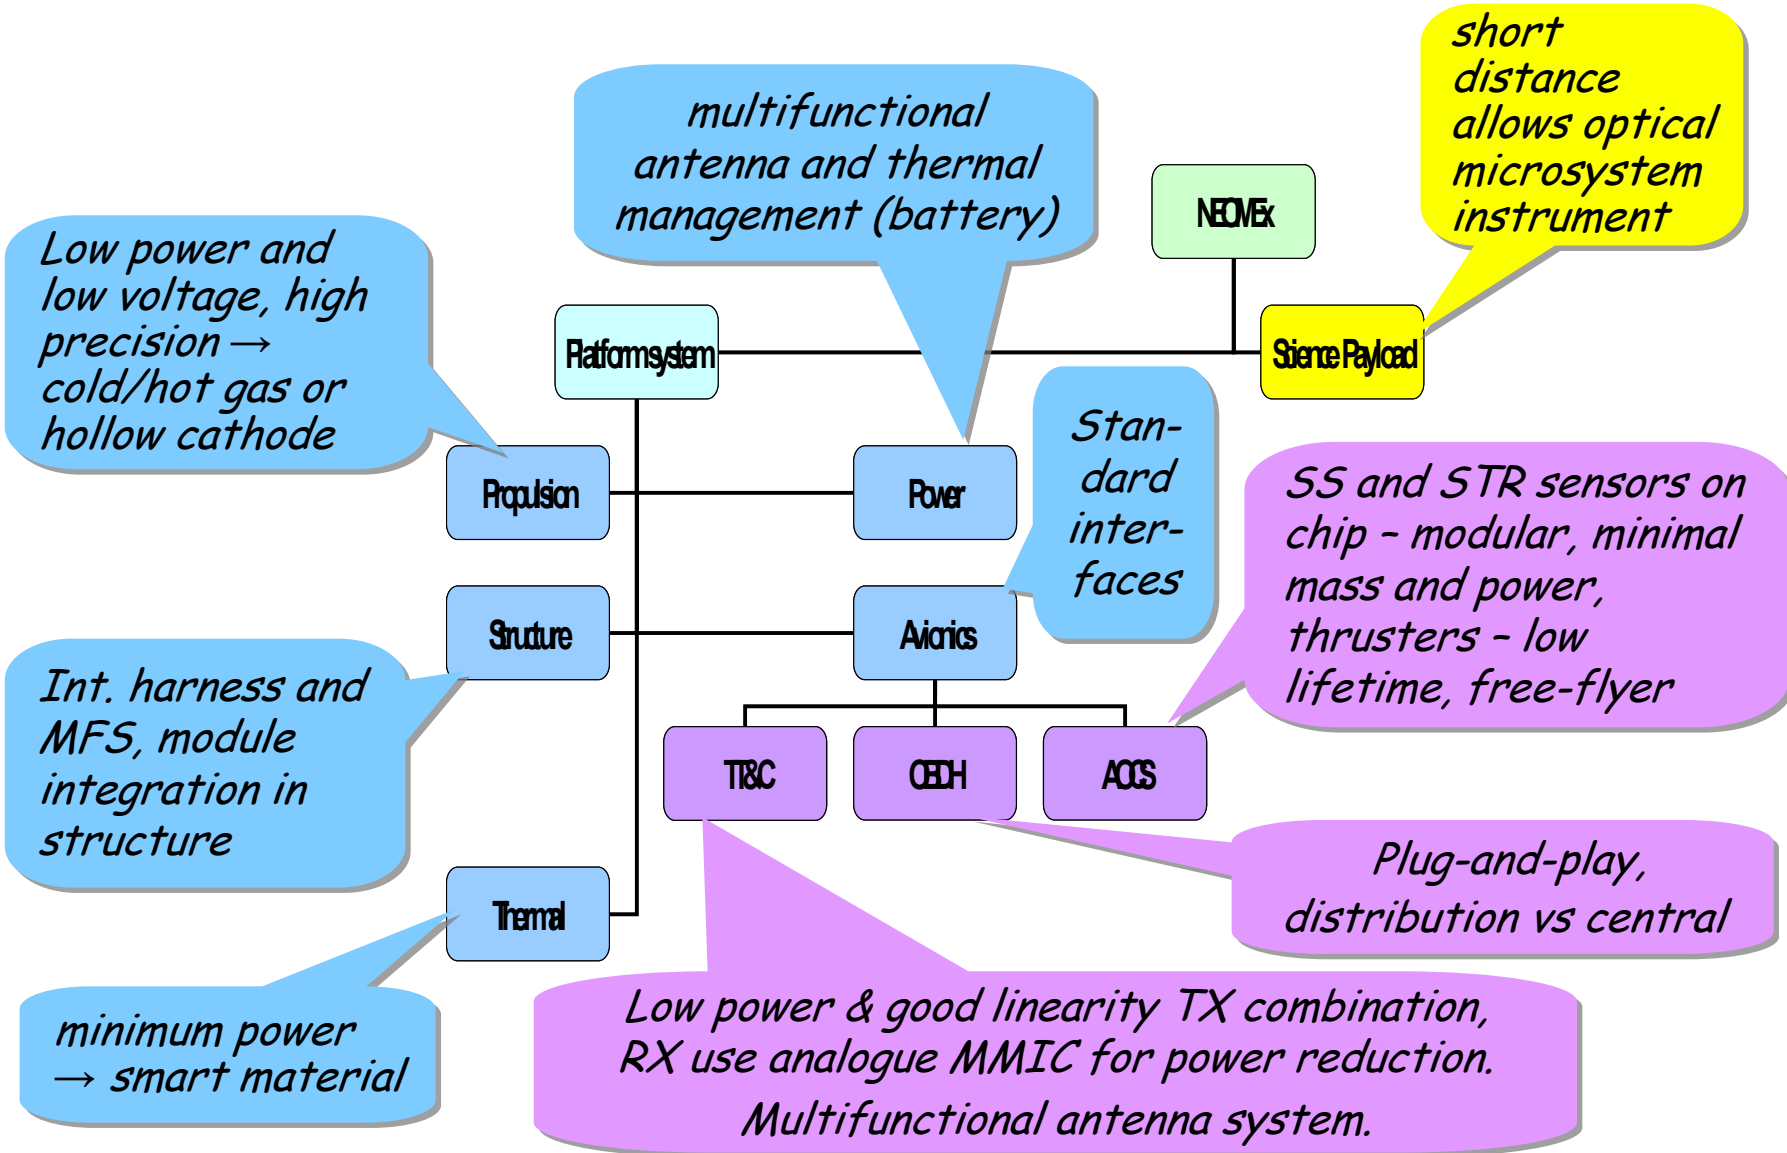 short
distance
allows optical
microsystem
instrument
multifunctional
antenna and thermal
management (battery)
NEOMEx
Low power and
low voltage, high
precision →
cold/hot gas or
hollow cathode
Platform system
Science Payload
Stan-
dard
inter-
faces
Propulsion
Power
SS and STR sensors on
chip – modular, minimal
mass and power,
thrusters – low
lifetime, free-flyer
Structure
Avionics
Int. harness and
MFS, module
integration in
structure
TT&C
OBDH
AOCS
Plug-and-play,
distribution vs central
Thermal
minimum power
→ smart material
Low power & good linearity TX combination,
RX use analogue MMIC for power reduction.
Multifunctional antenna system.